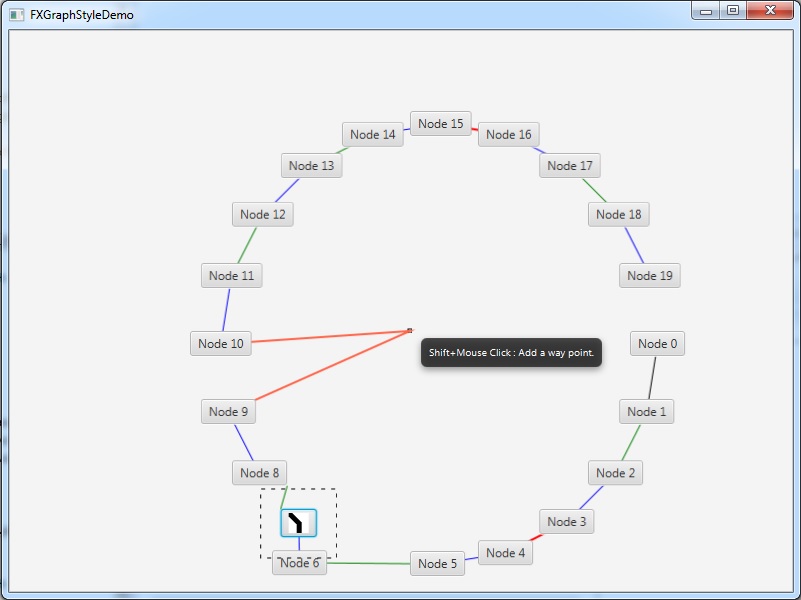 FXGraphStyleDemo
Node 15
Node 14
Node 16
Node 13
Node 17
Node 12
Node 18
Node 11
Node 19
Node 10
Node 0
Shift+Mouse Click : Add a way point.
Node 9
Node 1
Node 8
Node 2
Node 3
Node 4
Node 6
Node 5